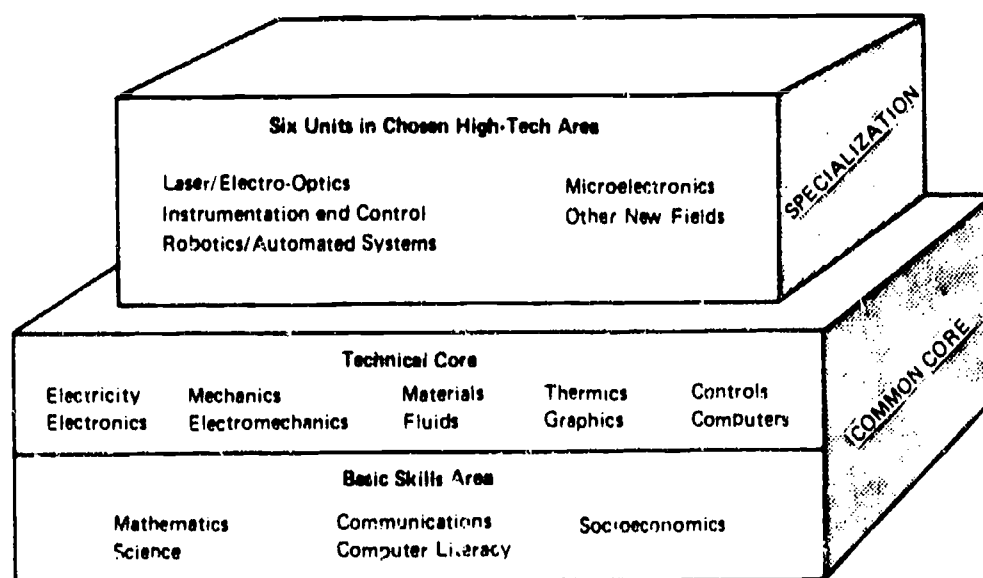 Six Units in Chosen High-Tech Area
Laser/Electro-Optics Microelectronics
Instrumentation and Control Other New Fields
Robotics/Automated Systems
SPECIALIZATION
Technical Core
Electricity Mechanics Materials Thermics Controls
Electronics Electromechanics Fluids Graphics Computers
COMMON CORE
Basic Skills Area
Mathematics Communications Socioeconomics
Science Computer Literacy